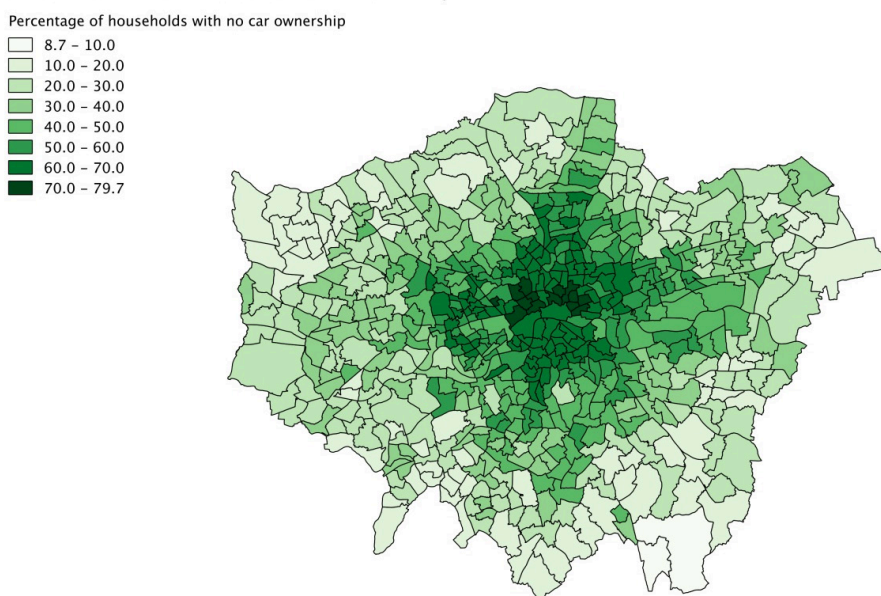 Percentage of households with no car ownership
8.7 – 10.0
10.0 – 20.0
20.0 – 30.0
30.0 – 40.0
40.0 – 50.0
50.0 – 60.0
60.0 – 70.0
70.0 – 79.7